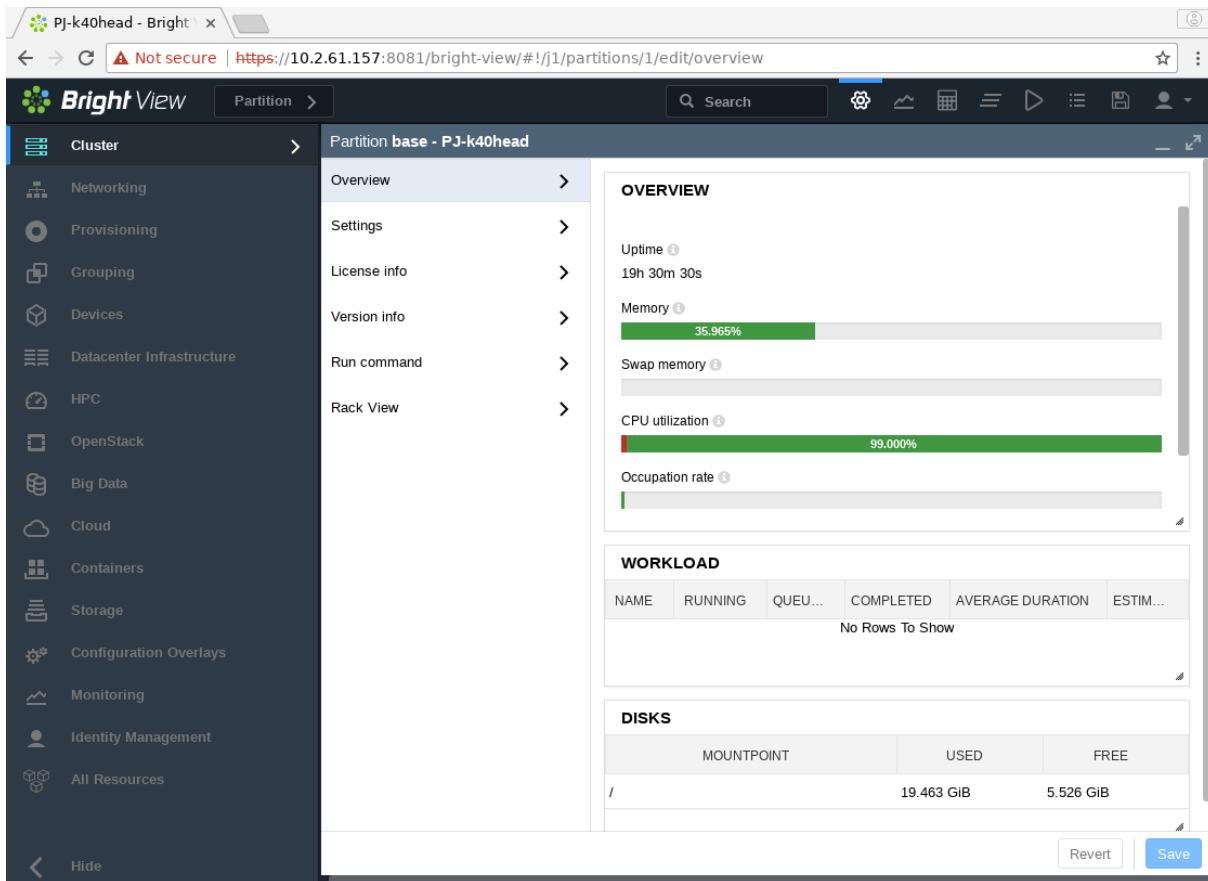 PJ-k40head - Bright
Not secure | https://10.2.61.157:8081/bright-view/#!/j1/partitions/1/edit/overview
Bright View
Partition
Search
Cluster
Networking
Provisioning
Grouping
Devices
Datacenter Infrastructure
HPC
OpenStack
Big Data
Cloud
Containers
Storage
Configuration Overlays
Monitoring
Identity Management
All Resources
Hide
Partition base - PJ-k40head
Overview
Settings
License info
Version info
Run command
Rack View
OVERVIEW
Uptime
19h 30m 30s
Memory
35.965%
Swap memory
CPU utilization
99.000%
Occupation rate
WORKLOAD
NAME RUNNING QUEU... COMPLETED AVERAGE DURATION ESTIM...
No Rows To Show
DISKS
MOUNTPOINT USED FREE
/ 19.463 GiB 5.526 GiB
Revert Save